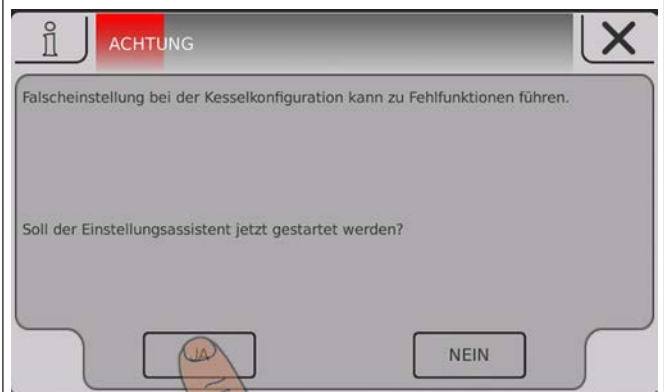 ACHTUNG
Falscheinstellung bei der Kesselkonfiguration kann zu Fehlfunktionen führen.
Soll der Einstellungsassistent jetzt gestartet werden?
JA NEIN